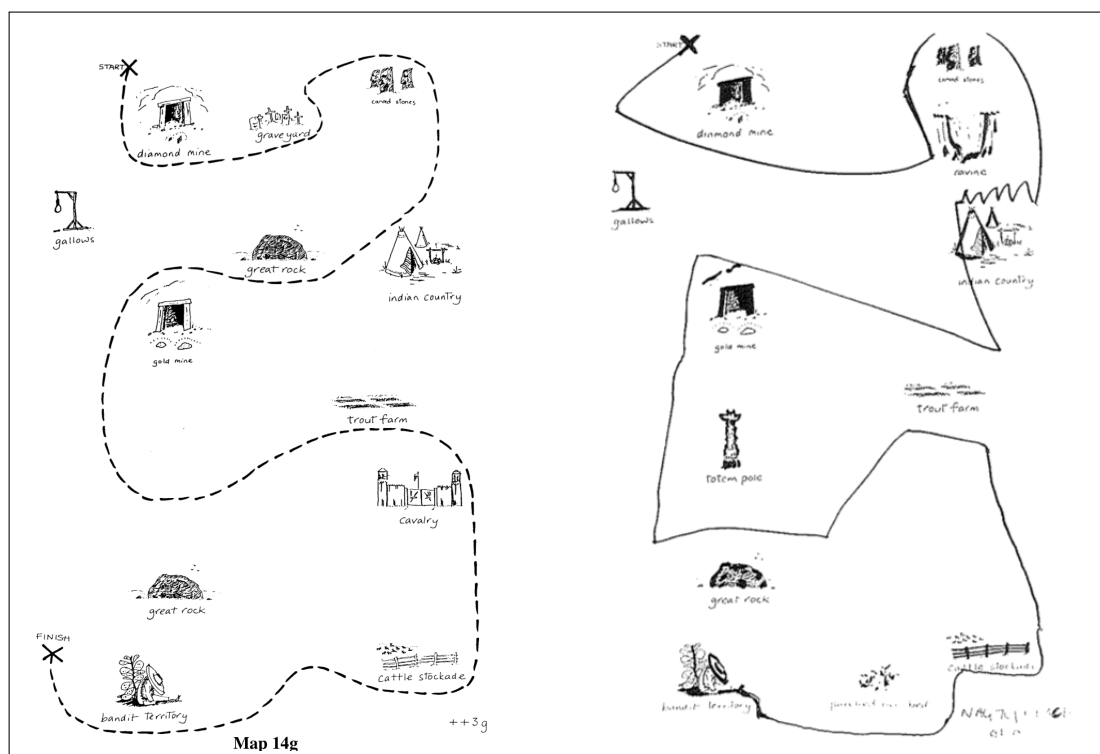 START
carved stones
graveyard
diamond mine
gallows
great rock
indian country
gold mine
trout farm
cavalry
great rock
FINISH
cattle stockade
bandit territory
++3g
Map 14g
START
carved stones
diamond mine
ravine
gallows
indian country
gold mine
trout farm
totem pole
great rock
cattle stockade
bandit territory